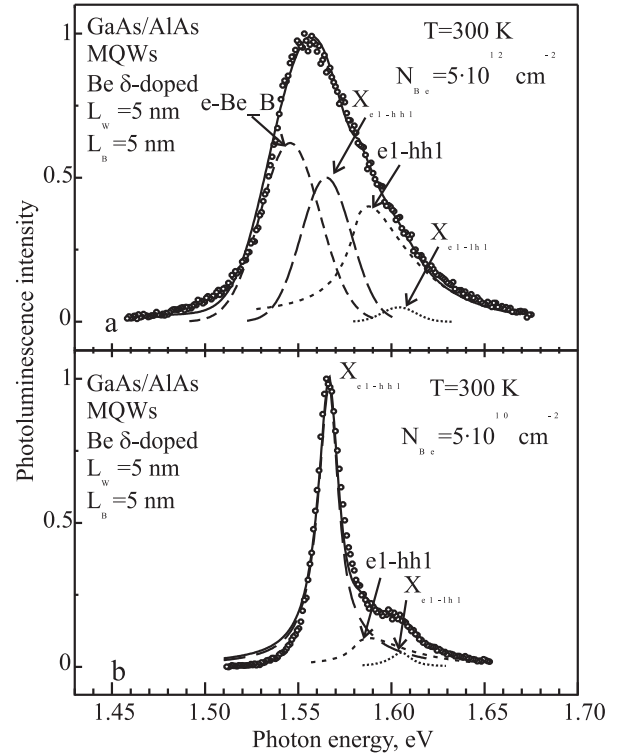 GaAs/AlAs
MQWs
Be δ-doped
L_W=5 nm
L_B=5 nm
T=300 K
N_Be=5·10^12 cm^-2
e-Be_B
X_e1-hh1
e1-hh1
X_e1-lh1
1
0.5
0
a
Photoluminescence intensity
GaAs/AlAs
MQWs
Be δ-doped
L_W=5 nm
L_B=5 nm
X_e1-hh1
T=300 K
N_Be=5·10^10 cm^-2
e1-hh1
X_e1-lh1
1
0.5
0
b
1.45 1.50 1.55 1.60 1.65 1.70
Photon energy, eV